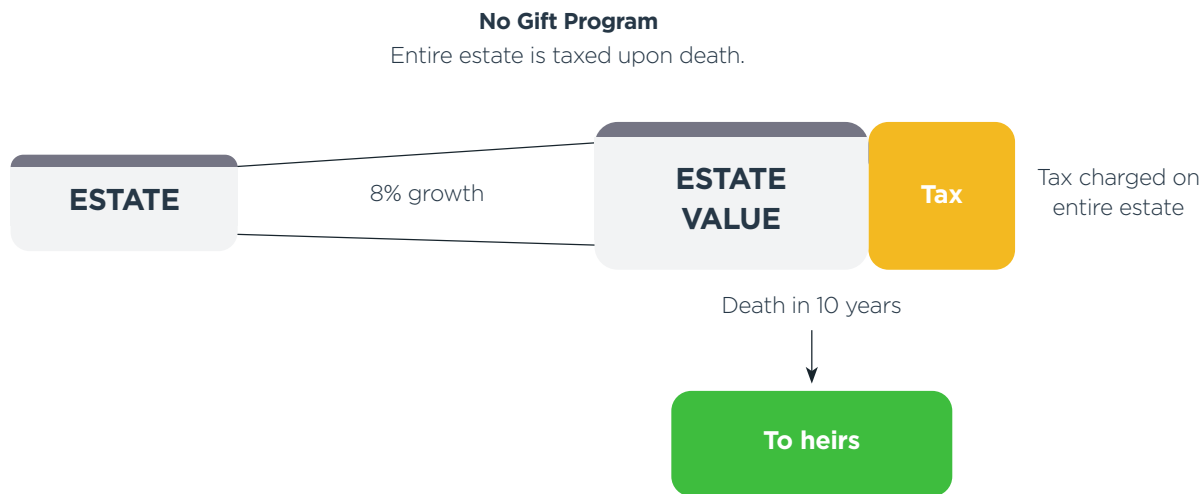 No Gift Program
Entire estate is taxed upon death.
ESTATE
8% growth
ESTATE
VALUE
Tax
Tax charged on
entire estate
Death in 10 years
To heirs